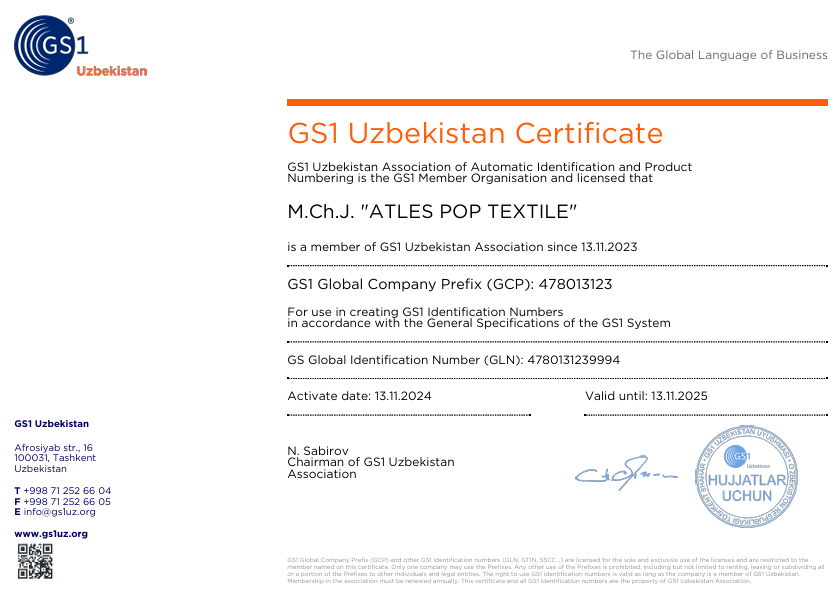 GS1
Uzbekistan
The Global Language of Business
GS1 Uzbekistan Certificate
GS1 Uzbekistan Association of Automatic Identification and Product
Numbering is the GS1 Member Organisation and licensed that
M.Ch.J. "ATLES POP TEXTILE"
is a member of GS1 Uzbekistan Association since 13.11.2023
GS1 Global Company Prefix (GCP): 478013123
For use in creating GS1 Identification Numbers
in accordance with the General Specifications of the GS1 System
GS Global Identification Number (GLN): 4780131239994
Activate date: 13.11.2024
Valid until: 13.11.2025
GS1 Uzbekistan
Afrosiyab str., 16
100031, Tashkent
Uzbekistan
T +998 71 252 66 04
F +998 71 252 66 05
E info@gs1uz.org
www.gs1uz.org
N. Sabirov
Chairman of GS1 Uzbekistan
Association
"GS1 UZBEKISTAN UYUSHMASI"
O'ZBEKISTON RESPUBLIKASI TOSHKENT SHAHAR
GS1
Uzbekistan
HUJJATLAR
UCHUN
GS1 Global Company Prefix (GCP) and other GS1 identification numbers (GLN, GTIN, SSCC...) are licensed for the sole and exclusive use of the licenses and are restricted to the
member named on this certificate. Only one company may use the Prefixes. Any other use of the Prefixes is prohibited, including but not limited to renting, leasing or subdividing all
or a portion of the Prefixes to other individuals and legal entities. The right to use GS1 identification numbers is valid as long as the company is a member of GS1 Uzbekistan.
Membership in the association must be renewed annually. This certificate and all GS1 identification numbers are the property of GS1 Uzbekistan Association.